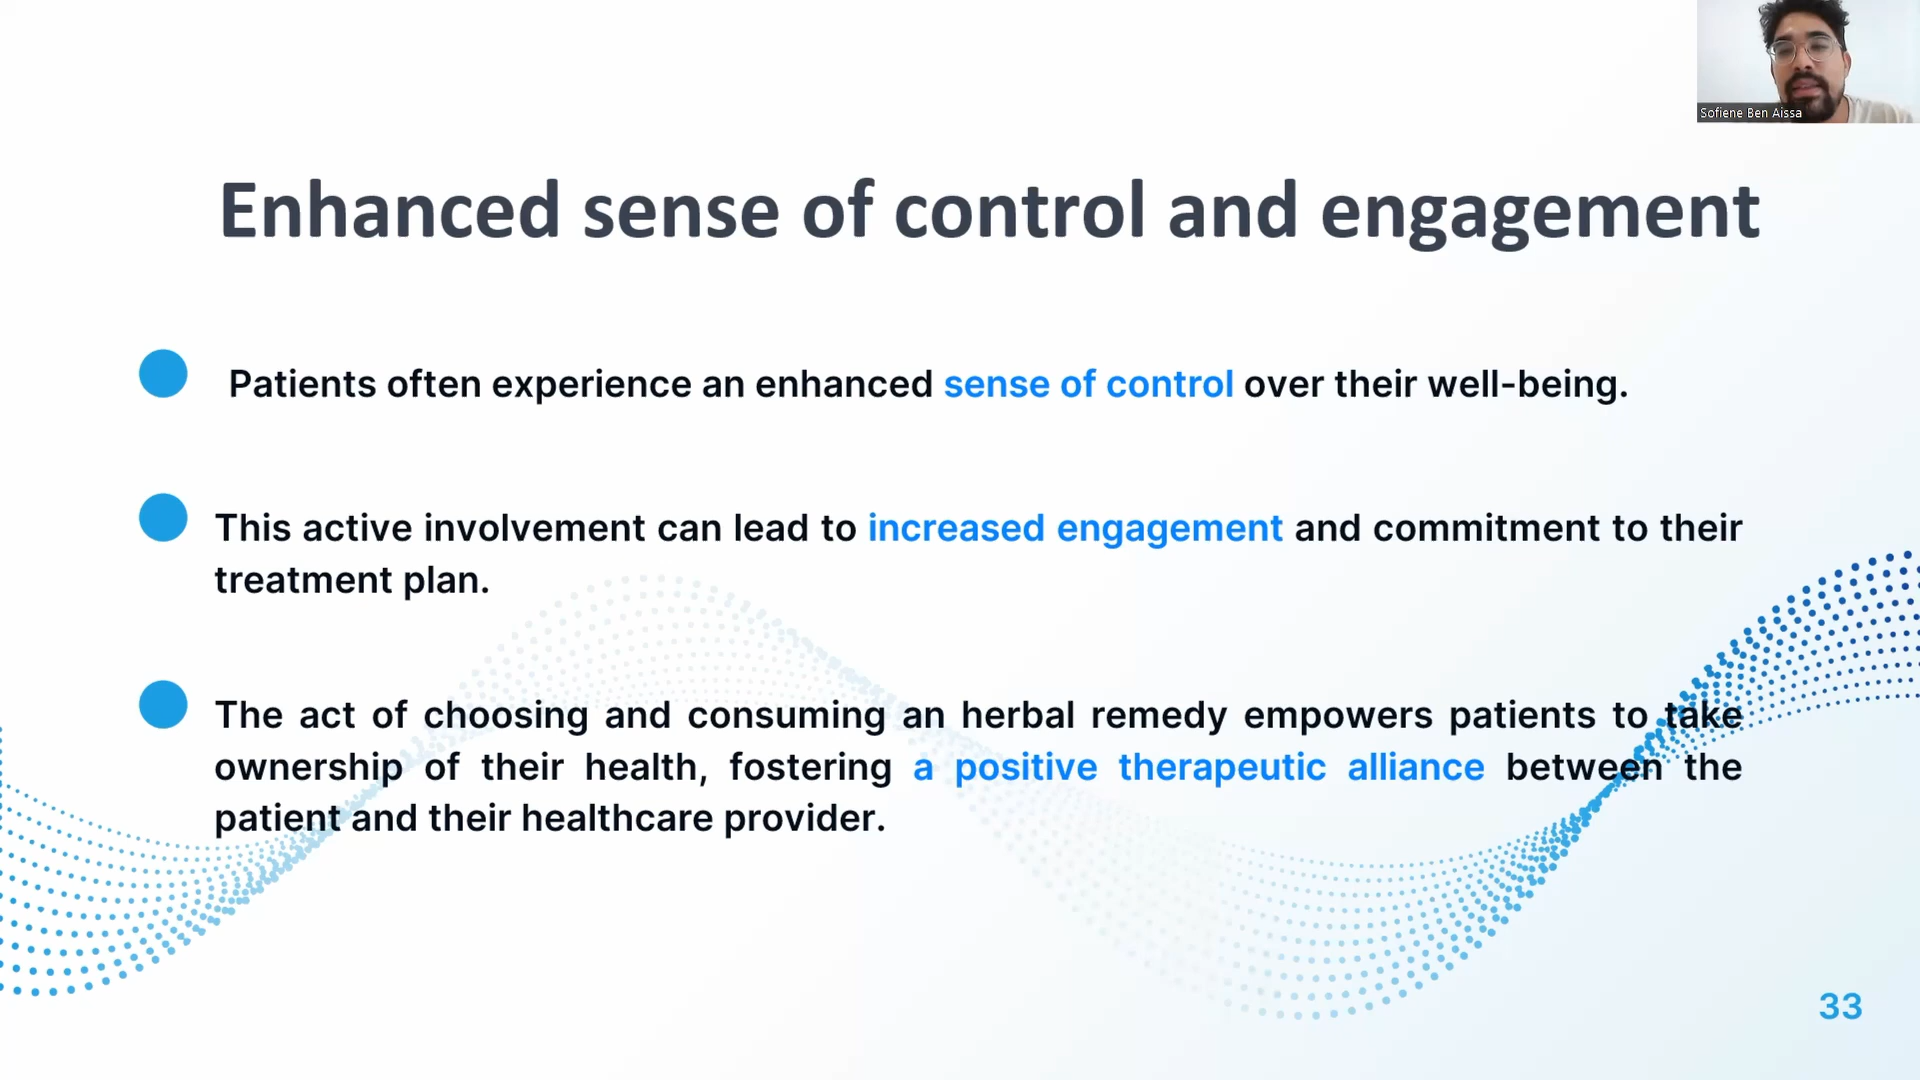 Sofiene Ben Aissa
Enhanced sense of control and engagement
Patients often experience an enhanced sense of control over their well-being.
This active involvement can lead to increased engagement and commitment to their
treatment plan.
The act of choosing and consuming an herbal remedy empowers patients to take
ownership of their health, fostering a positive therapeutic alliance between the
patient and their healthcare provider.
33